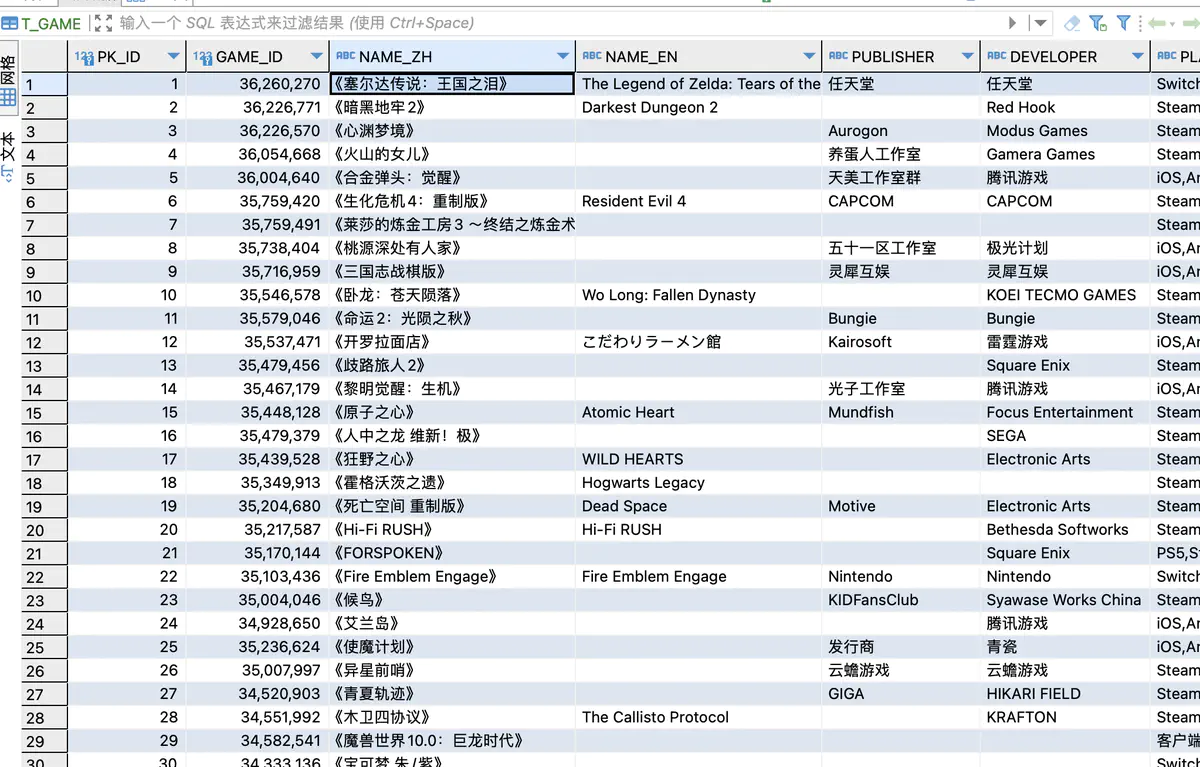 T_GAME 输入一个 SQL 表达式来过滤结果 (使用 Ctrl+Space)
网格
文本
123 PK_ID 123 GAME_ID ABC NAME_ZH ABC NAME_EN ABC PUBLISHER ABC DEVELOPER ABC PLA
1 1 36,260,270 《塞尔达传说：王国之泪》 The Legend of Zelda: Tears of the 任天堂 任天堂 Switch
2 2 36,226,771 《暗黑地牢2》 Darkest Dungeon 2 Red Hook Steam
3 3 36,226,570 《心渊梦境》 Aurogon Modus Games Steam
4 4 36,054,668 《火山的女儿》 养蛋人工作室 Gamera Games Steam
5 5 36,004,640 《合金弹头：觉醒》 天美工作室群 腾讯游戏 iOS,An
6 6 35,759,420 《生化危机4：重制版》 Resident Evil 4 CAPCOM CAPCOM Steam
7 7 35,759,491 《莱莎的炼金工房3 ～终结之炼金术 Steam
8 8 35,738,404 《桃源深处有人家》 五十一区工作室 极光计划 iOS,An
9 9 35,716,959 《三国志战棋版》 灵犀互娱 灵犀互娱 iOS,An
10 10 35,546,578 《卧龙：苍天陨落》 Wo Long: Fallen Dynasty KOEI TECMO GAMES Steam
11 11 35,579,046 《命运2：光陨之秋》 Bungie Bungie Steam
12 12 35,537,471 《开罗拉面店》 こだわりラーメン館 Kairosoft 雷霆游戏 iOS,An
13 13 35,479,456 《歧路旅人2》 Square Enix Steam
14 14 35,467,179 《黎明觉醒：生机》 光子工作室 腾讯游戏 iOS,An
15 15 35,448,128 《原子之心》 Atomic Heart Mundfish Focus Entertainment Steam
16 16 35,479,379 《人中之龙 维新！极》 SEGA Steam
17 17 35,439,528 《狂野之心》 WILD HEARTS Electronic Arts Steam
18 18 35,349,913 《霍格沃茨之遗》 Hogwarts Legacy Steam
19 19 35,204,680 《死亡空间 重制版》 Dead Space Motive Electronic Arts Steam
20 20 35,217,587 《Hi-Fi RUSH》 Hi-Fi RUSH Bethesda Softworks Steam
21 21 35,170,144 《FORSPOKEN》 Square Enix PS5,St
22 22 35,103,436 《Fire Emblem Engage》 Fire Emblem Engage Nintendo Nintendo Switch
23 23 35,004,046 《候鸟》 KIDFansClub Syawase Works China Steam
24 24 34,928,650 《艾兰岛》 腾讯游戏 iOS,An
25 25 35,236,624 《使魔计划》 发行商 青瓷 iOS,An
26 26 35,007,997 《异星前哨》 云蟾游戏 云蟾游戏 Steam
27 27 34,520,903 《青夏轨迹》 GIGA HIKARI FIELD Steam
28 28 34,551,992 《木卫四协议》 The Callisto Protocol KRAFTON Steam
29 29 34,582,541 《魔兽世界10.0：巨龙时代》 客户端
30 30 34,333,136 《宝可梦 朱/紫》 Switch